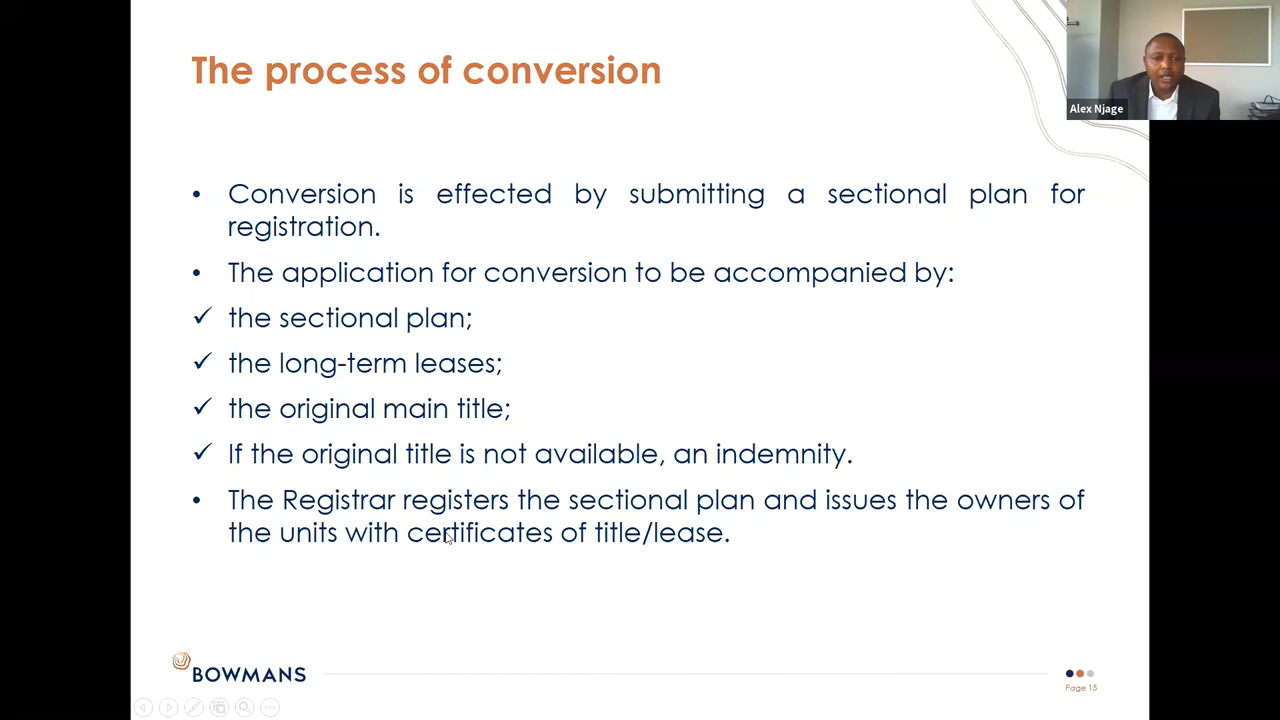 The process of conversion
Alex Njage
• Conversion is effected by submitting a sectional plan for
registration.
• The application for conversion to be accompanied by:
✓ the sectional plan;
✓ the long-term leases;
✓ the original main title;
✓ If the original title is not available, an indemnity.
• The Registrar registers the sectional plan and issues the owners of
the units with certificates of title/lease.
BOWMANS
Page 15